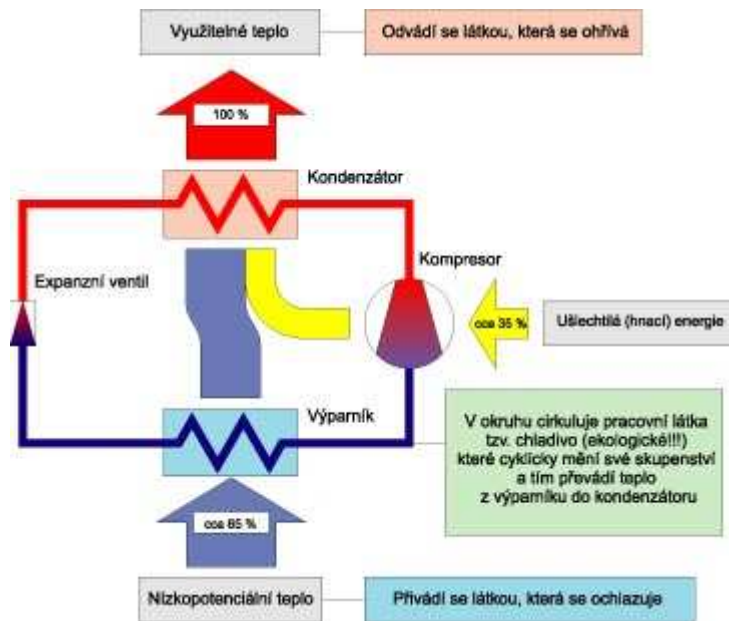 Využitelné teplo
Odvádí se látkou, která se ohřívá
100 %
Kondenzátor
Kompresor
Expanzní ventil
cca 35 %
Ušlechtilá (hnací) energie
Výparník
V okruhu cirkuluje pracovní látka
tzv. chladivo (ekologické!!!)
které cyklicky mění své skupenství
a tím převádí teplo
z výparníku do kondenzátoru
cca 65 %
Nízkopotenciální teplo
Přivádí se látkou, která se ochlazuje